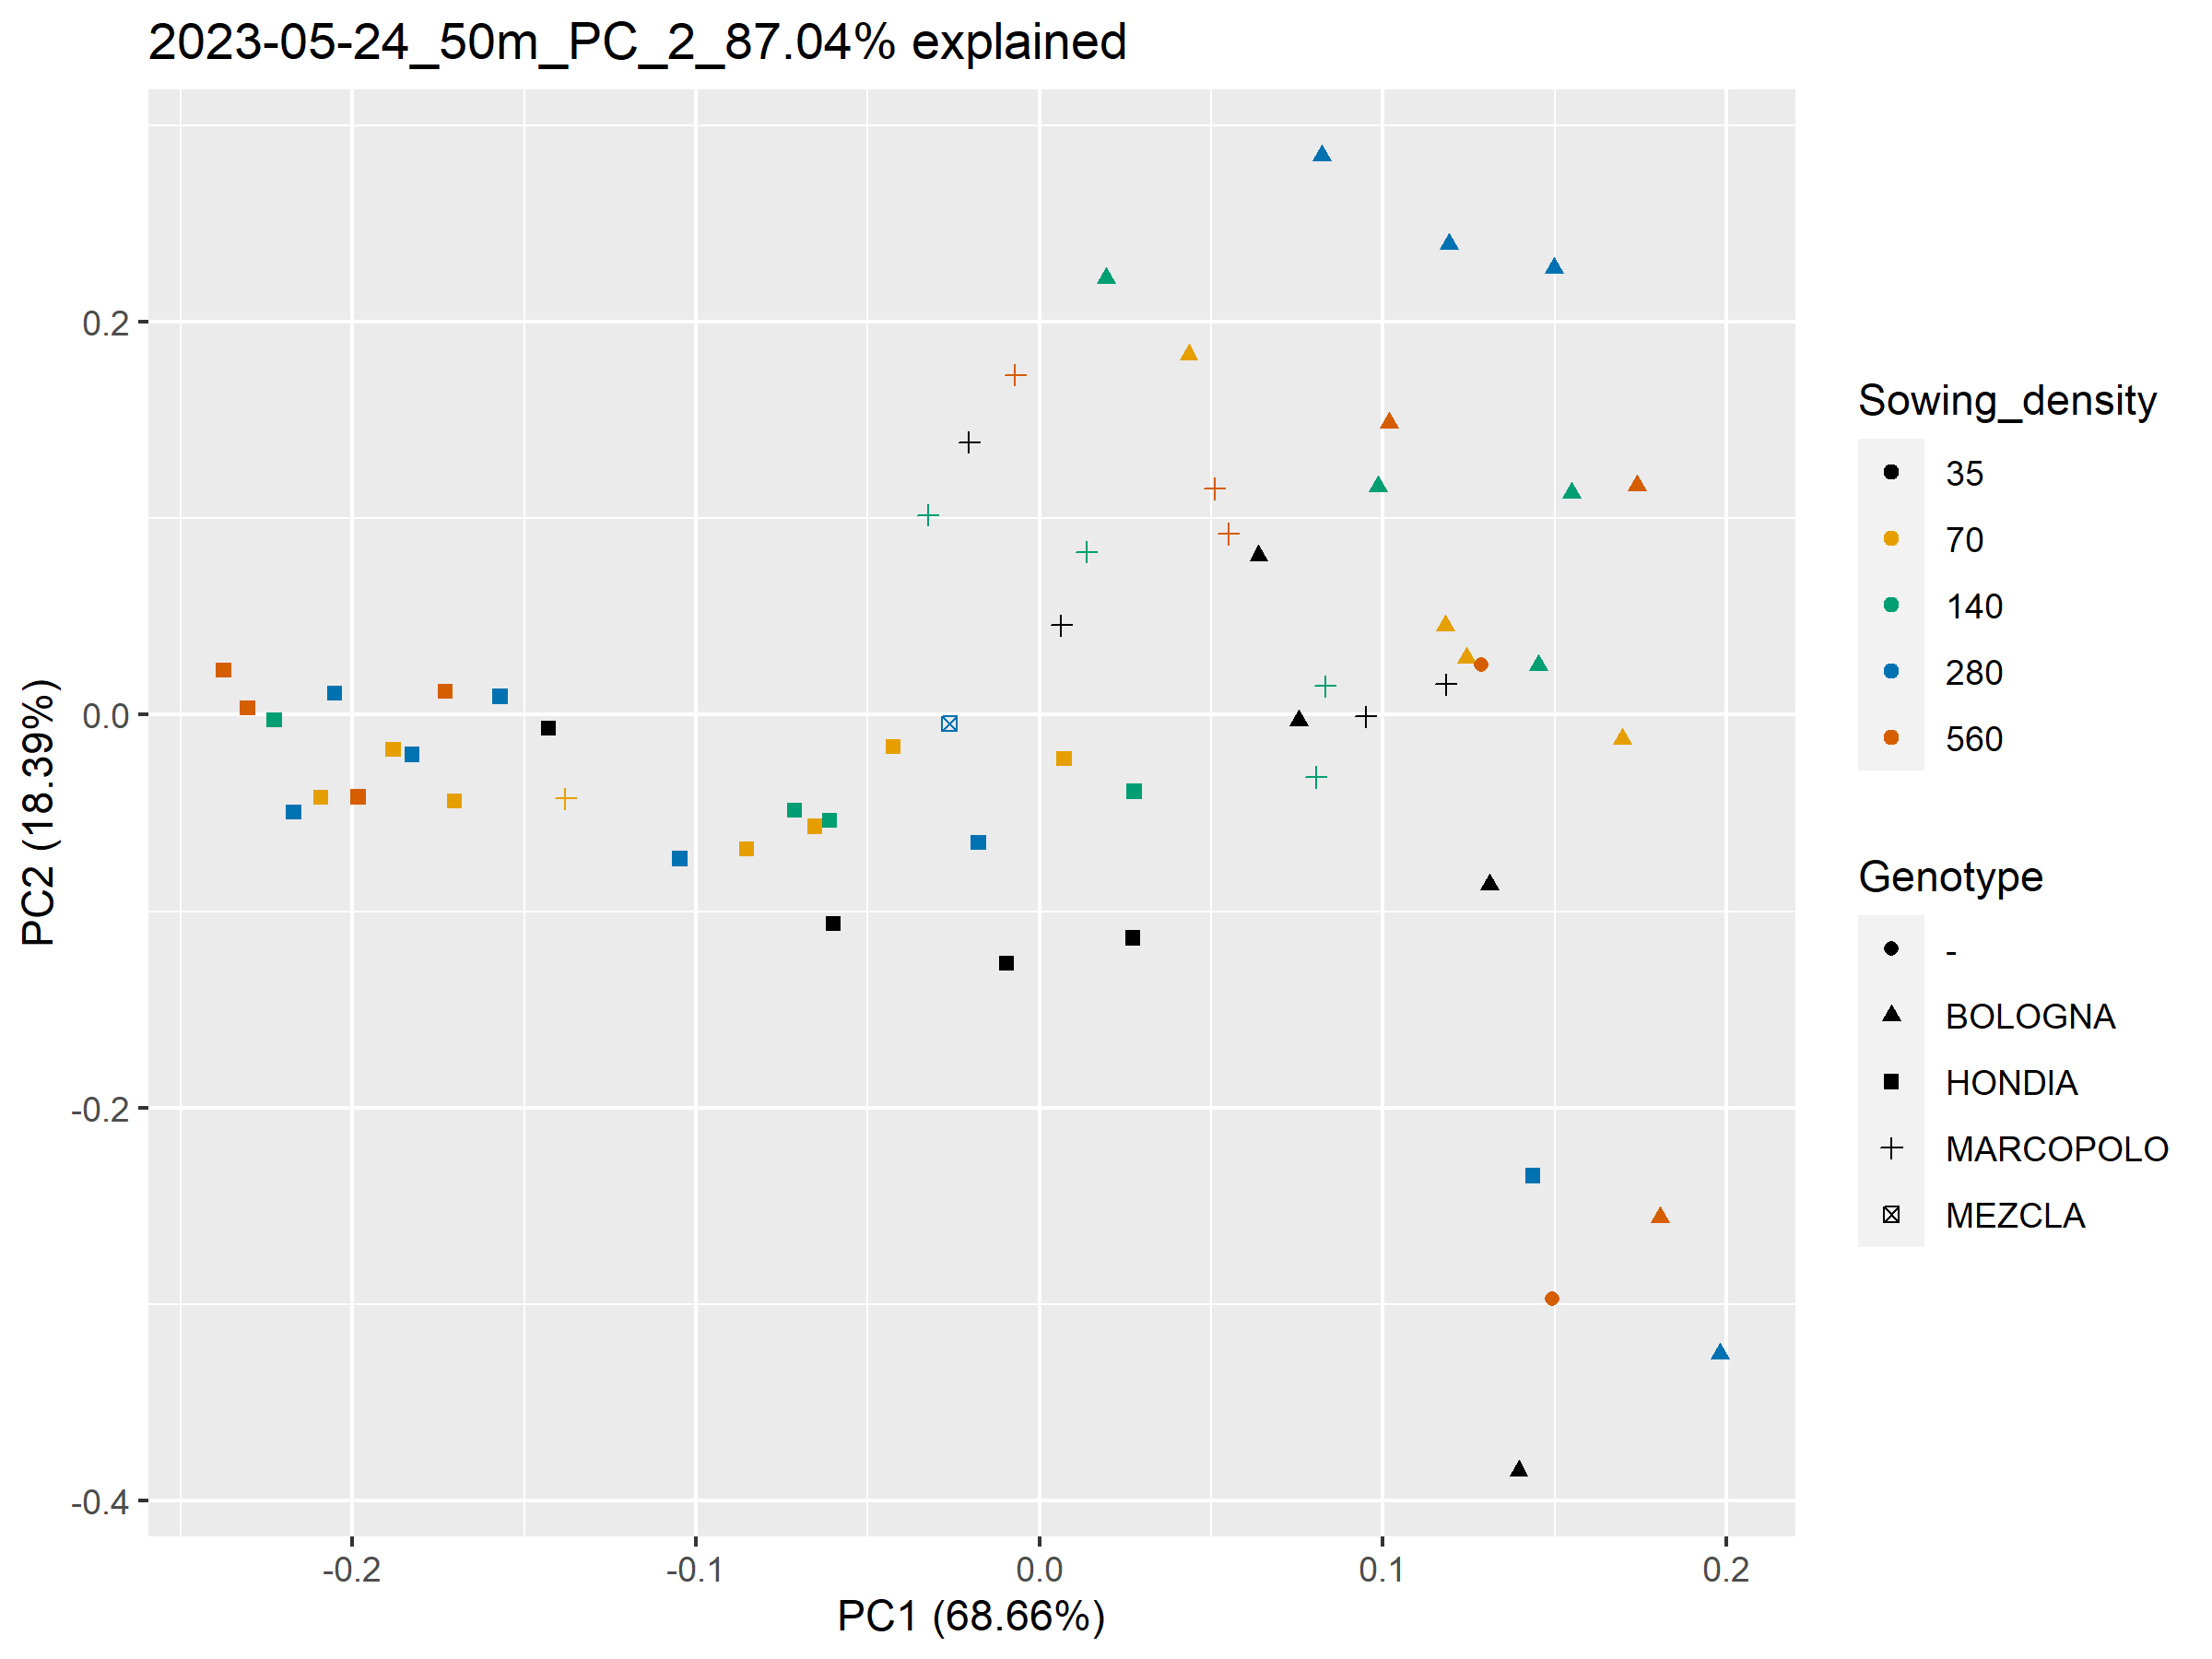 2023-05-24_50m_PC_2_87.04% explained
PC2 (18.39%)
0.2
0.0
-0.2
-0.4
-0.2
-0.1
0.0
0.1
0.2
PC1 (68.66%)
Sowing_density
35
70
140
280
560
Genotype
-
BOLOGNA
HONDIA
MARCOPOLO
MEZCLA